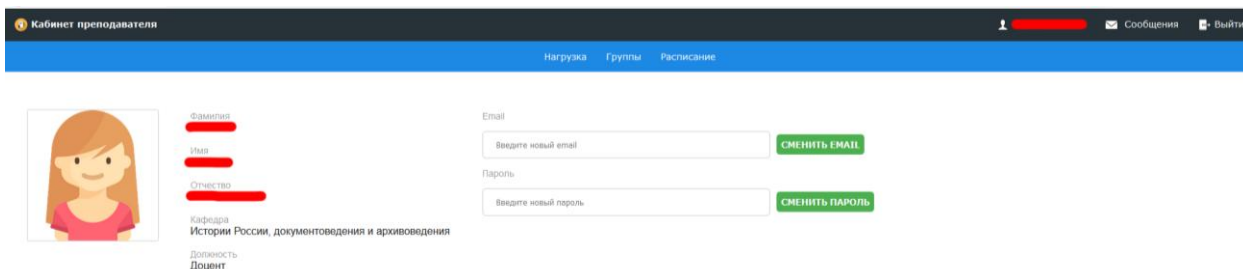 Кабинет преподавателя
Сообщения
Выйти
Нагрузка Группы Расписание
Фамилия
Имя
Отчество
Кафедра
Истории России, документоведения и архивоведения
Должность
Доцент
Email
Введите новый email
СМЕНИТЬ EMAIL
Пароль
Введите новый пароль
СМЕНИТЬ ПАРОЛЬ